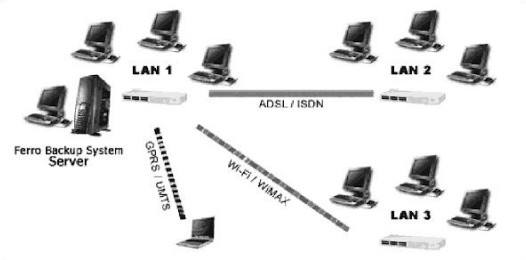 LAN 1
LAN 2
ADSL / ISDN
Ferro Backup System
Server
GPRS / UMTS
Wi-Fi / WiMAX
LAN 3